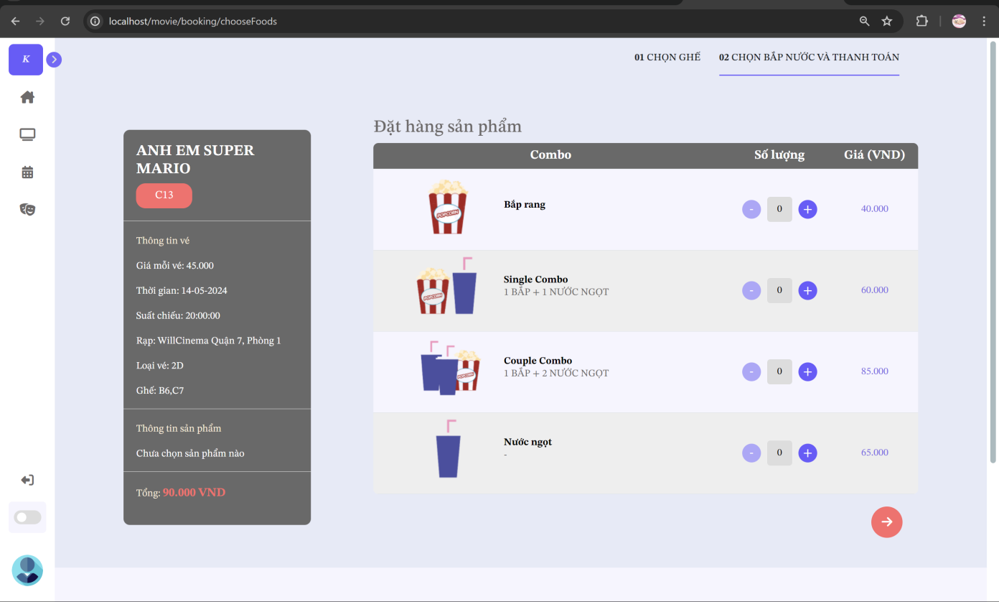 localhost/movie/booking/chooseFoods
K
01 CHỌN GHẾ
02 CHỌN BẮP NƯỚC VÀ THANH TOÁN
ANH EM SUPER
MARIO
C13
Thông tin vé
Giá mỗi vé: 45.000
Thời gian: 14-05-2024
Suất chiếu: 20:00:00
Rạp: WillCinema Quận 7, Phòng 1
Loại vé: 2D
Ghế: B6,C7
Thông tin sản phẩm
Chưa chọn sản phẩm nào
Tổng: 90.000 VND
Đặt hàng sản phẩm
Combo Số lượng Giá (VND)
POPCORN
Bắp rang
- 0 + 40.000
POPCORN
Single Combo
1 BẮP + 1 NƯỚC NGỌT
- 0 + 60.000
POPCORN
Couple Combo
1 BẮP + 2 NƯỚC NGỌT
- 0 + 85.000
Nước ngọt
-
- 0 + 65.000